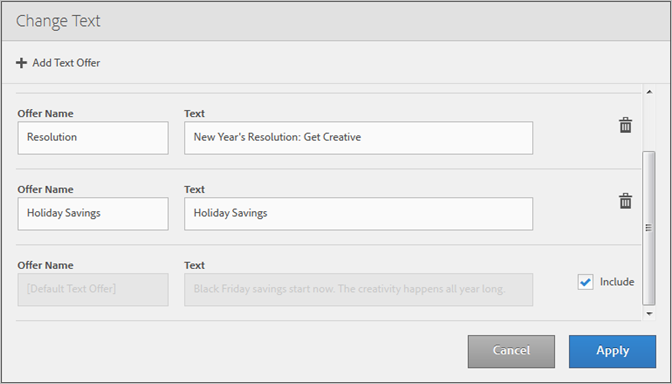 Change Text
Add Text Offer
Offer Name Text
Resolution New Year's Resolution: Get Creative
Offer Name Text
Holiday Savings Holiday Savings
Offer Name Text
[Default Text Offer] Black Friday savings start now. The creativity happens all year long. Include
Cancel Apply